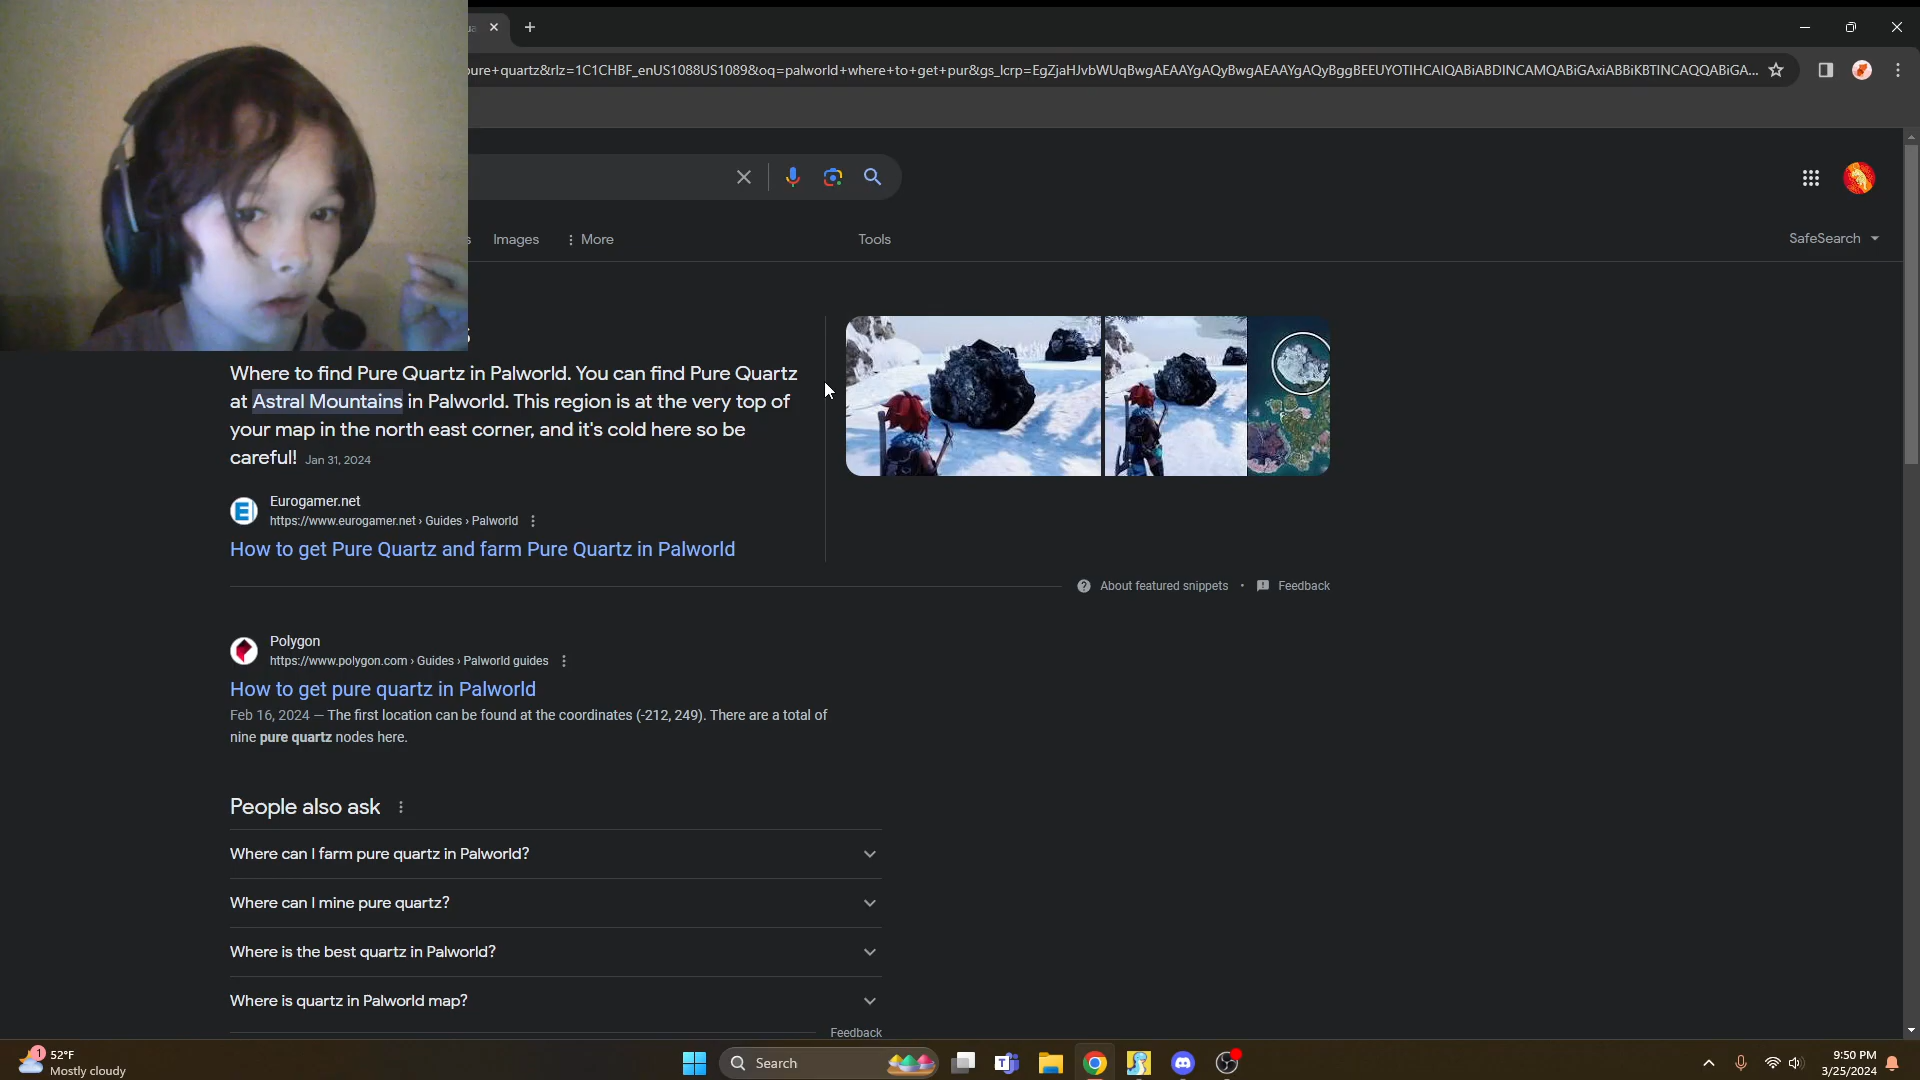 pure+quartz&rlz=1C1CHBF_enUS1088US1089&oq=palworld+where+to+get+pur&gs_lcrp=EgZjaHJvbWUqBwgAEAAYgAQyBwgAEAAYgAQyBggBEEUYOTIHCAIQABiABDINCAMQABiGAxiABBiKBTINCAQQABiGA...
Images
More
Tools
SafeSearch
Where to find Pure Quartz in Palworld. You can find Pure Quartz
at Astral Mountains in Palworld. This region is at the very top of
your map in the north east corner, and it's cold here so be
careful! Jan 31, 2024
Eurogamer.net
https://www.eurogamer.net › Guides › Palworld
How to get Pure Quartz and farm Pure Quartz in Palworld
About featured snippets • Feedback
Polygon
https://www.polygon.com › Guides › Palworld guides
How to get pure quartz in Palworld
Feb 16, 2024 — The first location can be found at the coordinates (-212, 249). There are a total of
nine pure quartz nodes here.
People also ask
Where can I farm pure quartz in Palworld?
Where can I mine pure quartz?
Where is the best quartz in Palworld?
Where is quartz in Palworld map?
Feedback
1
52°F
Mostly cloudy
Search
9:50 PM
3/25/2024